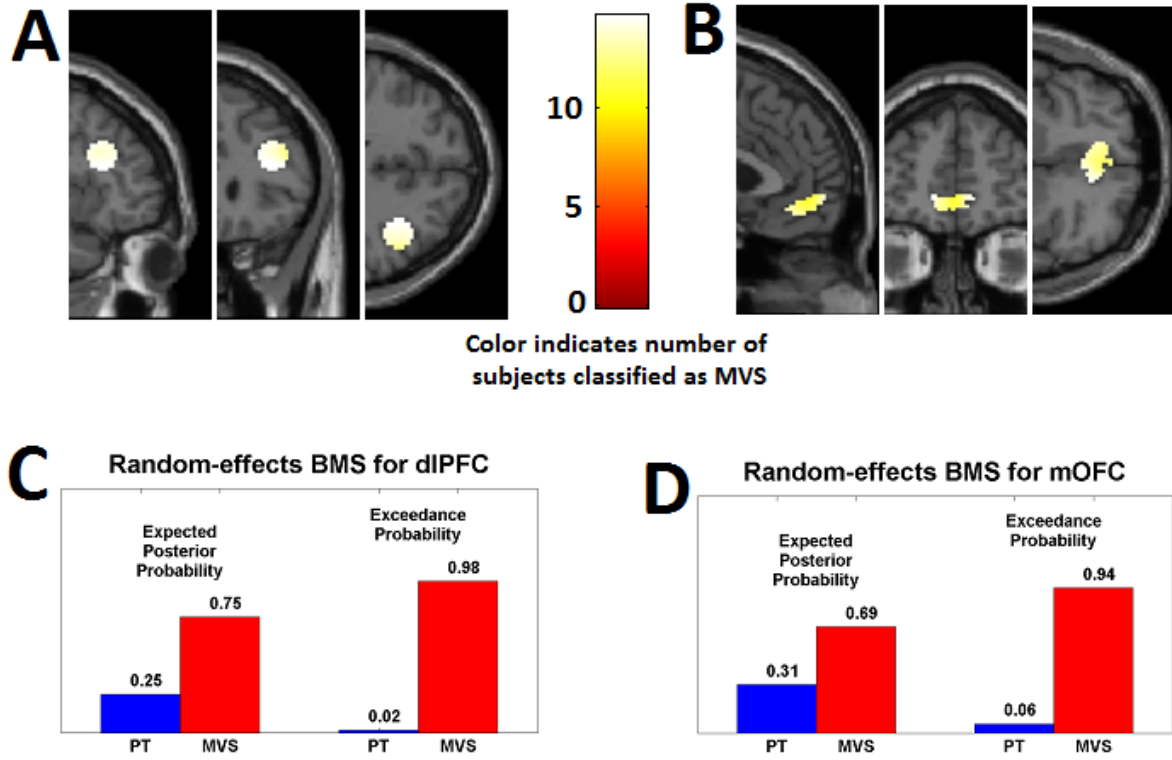 A
B
10
5
0
Color indicates number of
subjects classified as MVS
C
Random-effects BMS for dlPFC
Expected
Posterior
Probability
Exceedance
Probability
0.25
0.75
0.02
0.98
PT
MVS
PT
MVS
D
Random-effects BMS for mOFC
Expected
Posterior
Probability
Exceedance
Probability
0.31
0.69
0.06
0.94
PT
MVS
PT
MVS